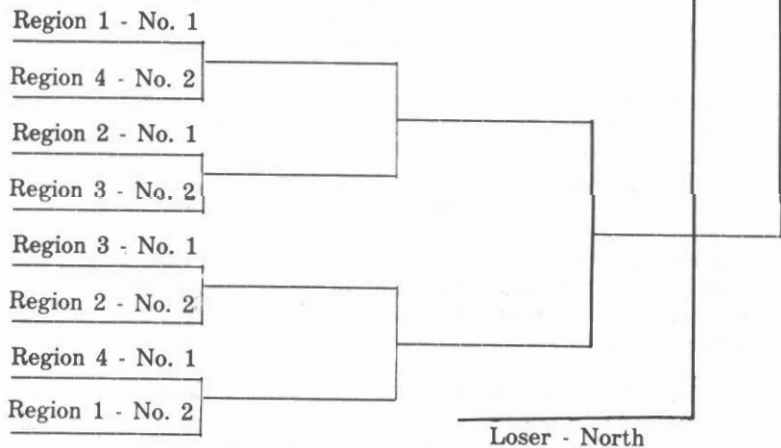 Region 1 - No. 1
Region 4 - No. 2
Region 2 - No. 1
Region 3 - No. 2
Region 3 - No. 1
Region 2 - No. 2
Region 4 - No. 1
Region 1 - No. 2
Loser - North